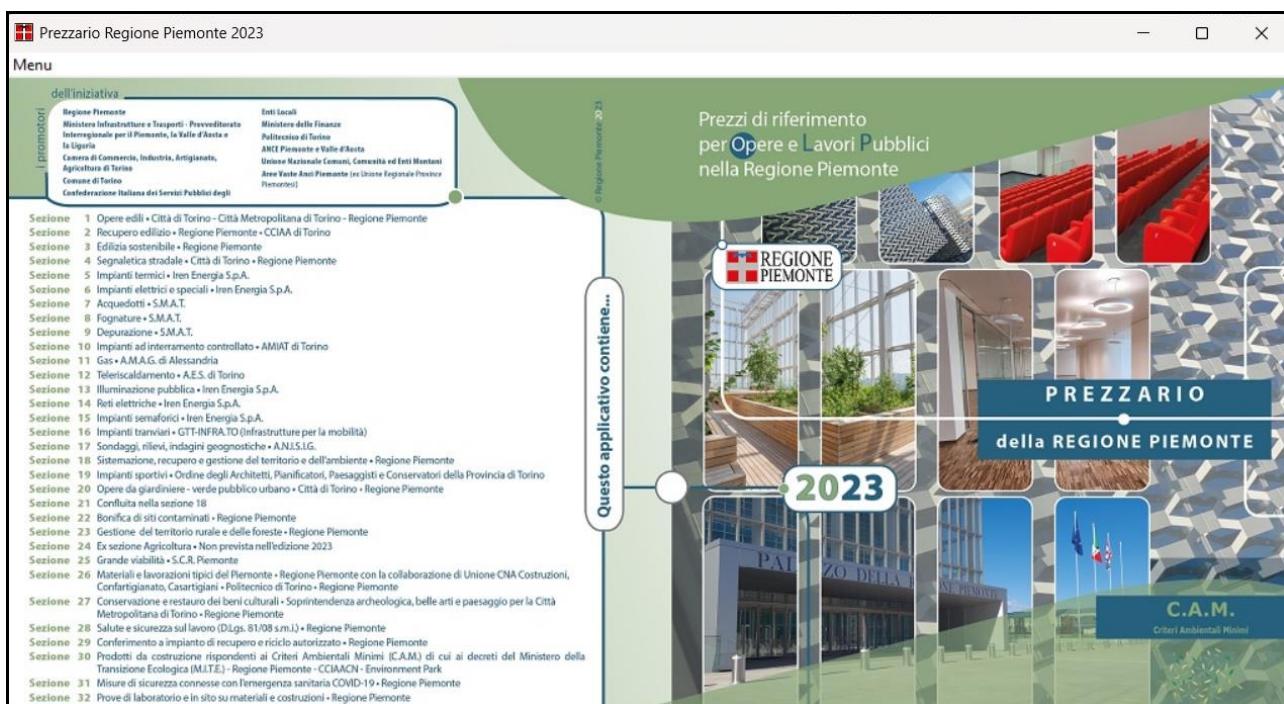 Prezzario Regione Piemonte 2023
Menu
i promotori
dell'iniziativa
Regione Piemonte
Ministero Infrastrutture e Trasporti - Provveditorato
Interregionale per il Piemonte, la Valle d'Aosta e
la Liguria
Camera di Commercio, Industria, Artigianato,
Agricoltura di Torino
Comune di Torino
Confederazione Italiana dei Servizi Pubblici degli
Enti Locali
Ministero delle Finanze
Politecnico di Torino
ANCE Piemonte e Valle d'Aosta
Unione Nazionale Comuni, Comunità ed Enti Montani
Aree Vaste Anci Piemonte (ex Unione Regionale Province
Piemontesi)
Sezione 1 Opere edili • Città di Torino - Città Metropolitana di Torino - Regione Piemonte
Sezione 2 Recupero edilizio • Regione Piemonte • CCIAA di Torino
Sezione 3 Edilizia sostenibile • Regione Piemonte
Sezione 4 Segnaletica stradale • Città di Torino • Regione Piemonte
Sezione 5 Impianti termici • Iren Energia S.p.A.
Sezione 6 Impianti elettrici e speciali • Iren Energia S.p.A.
Sezione 7 Acquedotti • S.M.A.T.
Sezione 8 Fognature • S.M.A.T.
Sezione 9 Depurazione • S.M.A.T.
Sezione 10 Impianti ad interramento controllato • AMIAT di Torino
Sezione 11 Gas • A.M.A.G. di Alessandria
Sezione 12 Teleriscaldamento • A.E.S. di Torino
Sezione 13 Illuminazione pubblica • Iren Energia S.p.A.
Sezione 14 Reti elettriche • Iren Energia S.p.A.
Sezione 15 Impianti semaforici • Iren Energia S.p.A.
Sezione 16 Impianti tranviari • GTT-INFRA.TO (Infrastrutture per la mobilità)
Sezione 17 Sondaggi, rilievi, indagini geognostiche • A.N.I.S.I.G.
Sezione 18 Sistemazione, recupero e gestione del territorio e dell'ambiente • Regione Piemonte
Sezione 19 Impianti sportivi • Ordine degli Architetti, Pianificatori, Paesaggisti e Conservatori della Provincia di Torino
Sezione 20 Opere da giardiniere - verde pubblico urbano • Città di Torino • Regione Piemonte
Sezione 21 Confluita nella sezione 18
Sezione 22 Bonifica di siti contaminati • Regione Piemonte
Sezione 23 Gestione del territorio rurale e delle foreste • Regione Piemonte
Sezione 24 Ex sezione Agricoltura • Non prevista nell'edizione 2023
Sezione 25 Grande viabilità • S.C.R. Piemonte
Sezione 26 Materiali e lavorazioni tipici del Piemonte • Regione Piemonte con la collaborazione di Unione CNA Costruzioni,
Confartigianato, Casartigiani • Politecnico di Torino • Regione Piemonte
Sezione 27 Conservazione e restauro dei beni culturali • Soprintendenza archeologica, belle arti e paesaggio per la Città
Metropolitana di Torino • Regione Piemonte
Sezione 28 Salute e sicurezza sul lavoro (D.Lgs. 81/08 s.m.i.) • Regione Piemonte
Sezione 29 Conferimento a impianto di recupero e riciclo autorizzato • Regione Piemonte
Sezione 30 Prodotti da costruzione rispondenti ai Criteri Ambientali Minimi (C.A.M.) di cui ai decreti del Ministero della
Transizione Ecologica (M.I.T.E.) - Regione Piemonte - CCIAACN - Environment Park
Sezione 31 Misure di sicurezza connesse con l'emergenza sanitaria COVID-19 • Regione Piemonte
Sezione 32 Prove di laboratorio e in sito su materiali e costruzioni • Regione Piemonte
© Regione Piemonte 2023
Questo applicativo contiene...
Prezzi di riferimento
per Opere e Lavori Pubblici
nella Regione Piemonte
REGIONE
PIEMONTE
PREZZARIO
della REGIONE PIEMONTE
2023
PALAZZO DELLA REGIONE PIEMONTE
C.A.M.
Criteri Ambientali Minimi